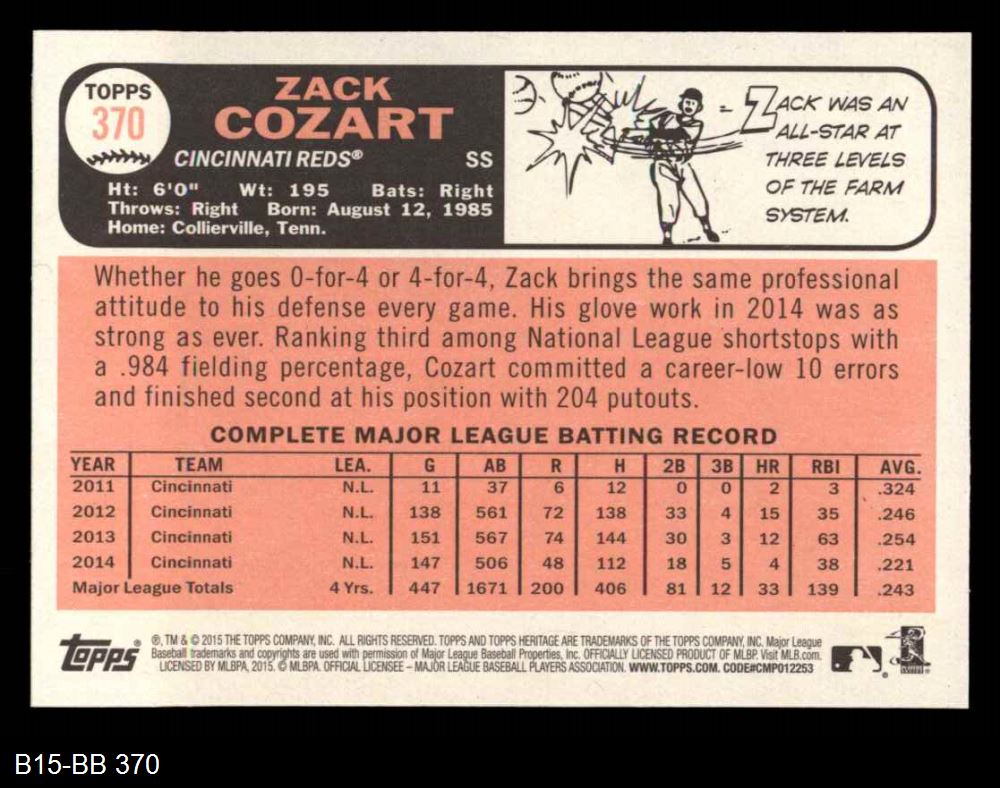 TOPPS
370
ZACK
COZART
CINCINNATI REDS® SS
Ht: 6'0" Wt: 195 Bats: Right
Throws: Right Born: August 12, 1985
Home: Collierville, Tenn.
ZACK WAS AN
ALL-STAR AT
THREE LEVELS
OF THE FARM
SYSTEM.
Whether he goes 0-for-4 or 4-for-4, Zack brings the same professional
attitude to his defense every game. His glove work in 2014 was as
strong as ever. Ranking third among National League shortstops with
a .984 fielding percentage, Cozart committed a career-low 10 errors
and finished second at his position with 204 putouts.
COMPLETE MAJOR LEAGUE BATTING RECORD
YEAR TEAM LEA. G AB R H 2B 3B HR RBI AVG.
2011 Cincinnati N.L. 11 37 6 12 0 0 2 3 .324
2012 Cincinnati N.L. 138 561 72 138 33 4 15 35 .246
2013 Cincinnati N.L. 151 567 74 144 30 3 12 63 .254
2014 Cincinnati N.L. 147 506 48 112 18 5 4 38 .221
Major League Totals 4 Yrs. 447 1671 200 406 81 12 33 139 .243
Topps®
®, TM & © 2015 THE TOPPS COMPANY, INC. ALL RIGHTS RESERVED. TOPPS AND TOPPS HERITAGE ARE TRADEMARKS OF THE TOPPS COMPANY, INC. Major League
Baseball trademarks and copyrights are used with permission of Major League Baseball Properties, Inc. OFFICIALLY LICENSED PRODUCT OF MLBP. Visit MLB.com.
LICENSED BY MLBPA, 2015. © MLBPA. OFFICIAL LICENSEE – MAJOR LEAGUE BASEBALL PLAYERS ASSOCIATION. WWW.TOPPS.COM. CODE#CMP012253
B15-BB 370